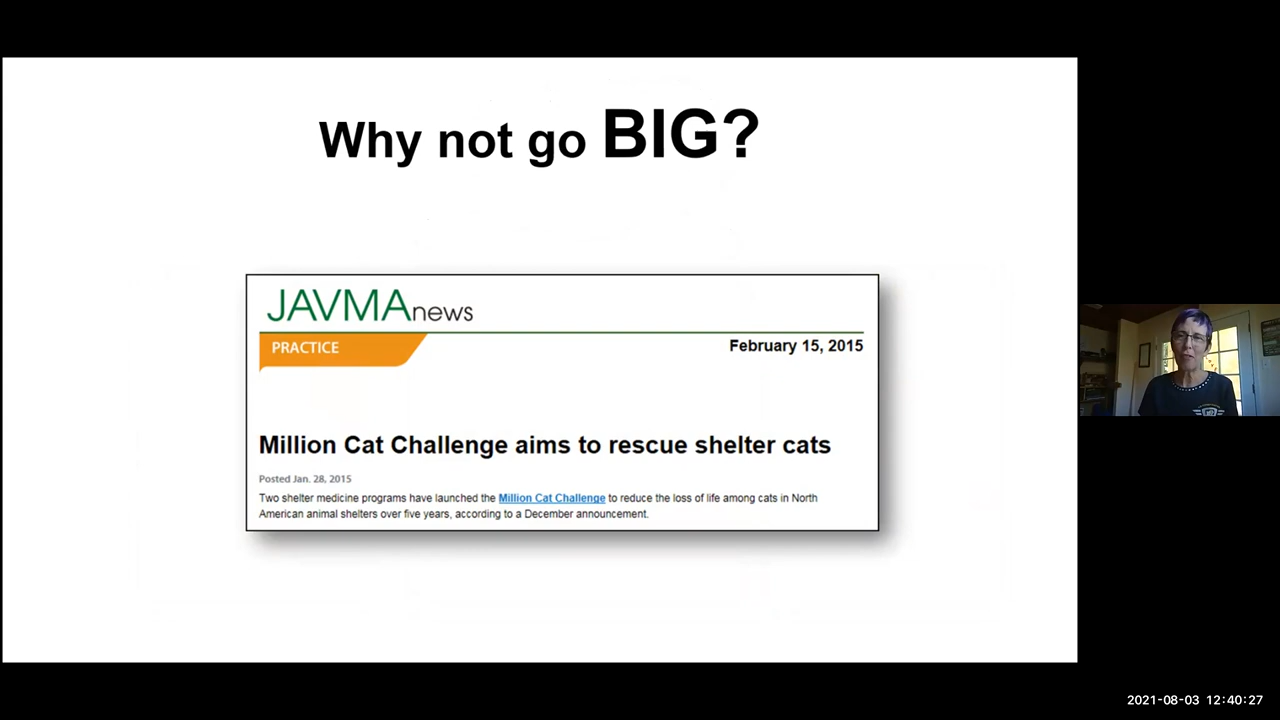 Why not go BIG?
JAVMAnews
PRACTICE
February 15, 2015
Million Cat Challenge aims to rescue shelter cats
Posted Jan. 28, 2015
Two shelter medicine programs have launched the Million Cat Challenge to reduce the loss of life among cats in North
American animal shelters over five years, according to a December announcement.
2021-08-03 12:40:27